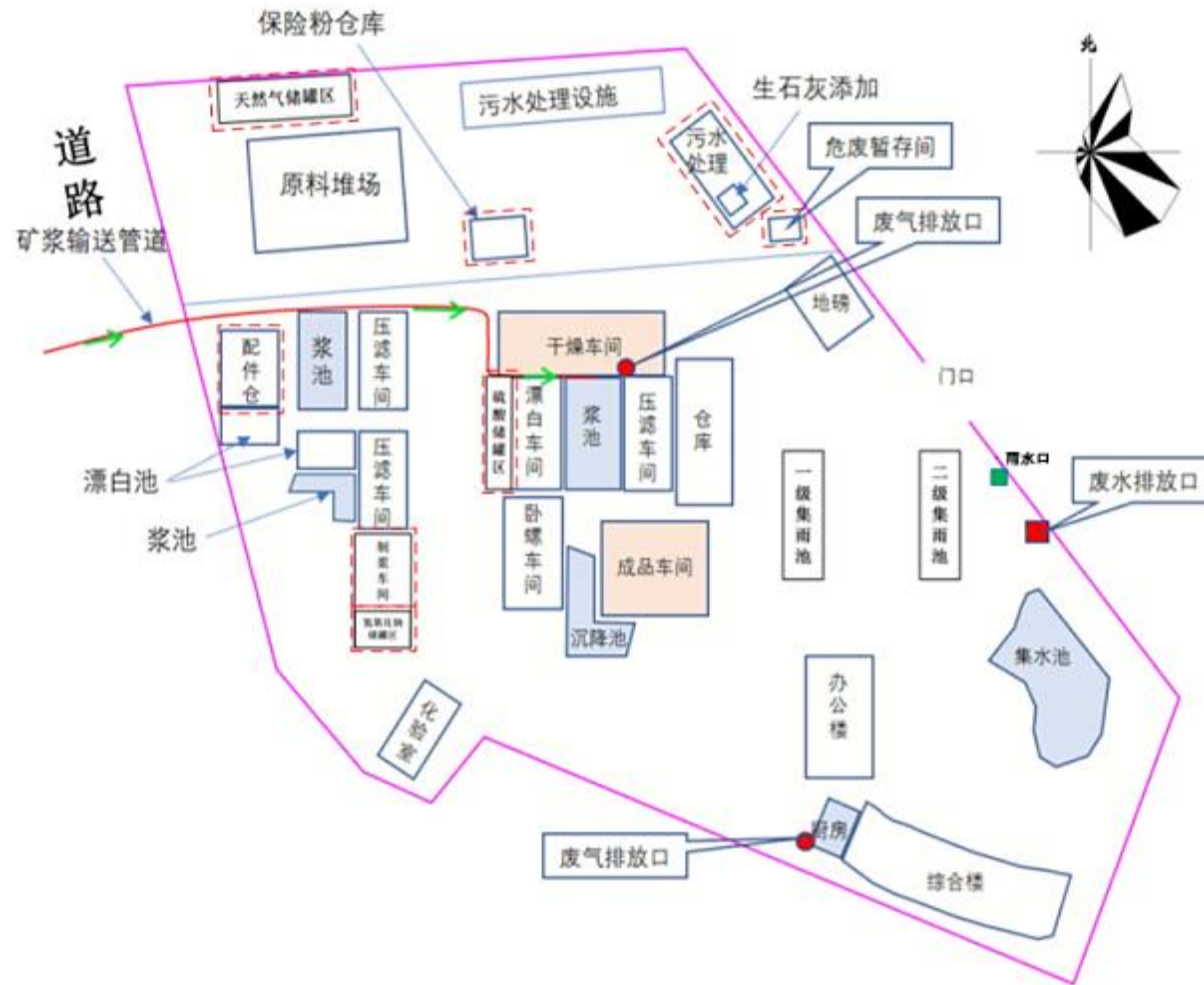 保险粉仓库
北
天然气储罐区
污水处理设施
生石灰添加
道
路
污水
处理
危废暂存间
原料堆场
废气排放口
矿浆输送管道
地磅
配件仓
浆池
压滤车间
干燥车间
门口
硫酸储罐区
漂白车间
浆池
压滤车间
仓库
漂白池
压滤车间
一级集雨池
二级集雨池
雨水口
废水排放口
浆池
卧螺车间
制浆车间
成品车间
氢氧化钠
储罐区
沉降池
集水池
办公楼
化验室
厨房
废气排放口
综合楼